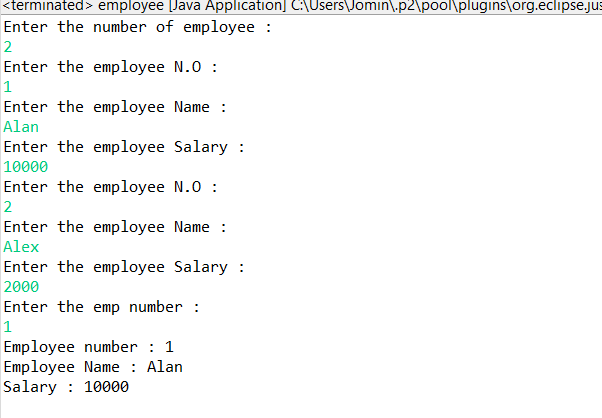 <terminated> employee [Java Application] C:\Users\Jomin\.p2\pool\plugins\org.eclipse.jus
Enter the number of employee :
2
Enter the employee N.O :
1
Enter the employee Name :
Alan
Enter the employee Salary :
10000
Enter the employee N.O :
2
Enter the employee Name :
Alex
Enter the employee Salary :
2000
Enter the emp number :
1
Employee number : 1
Employee Name : Alan
Salary : 10000